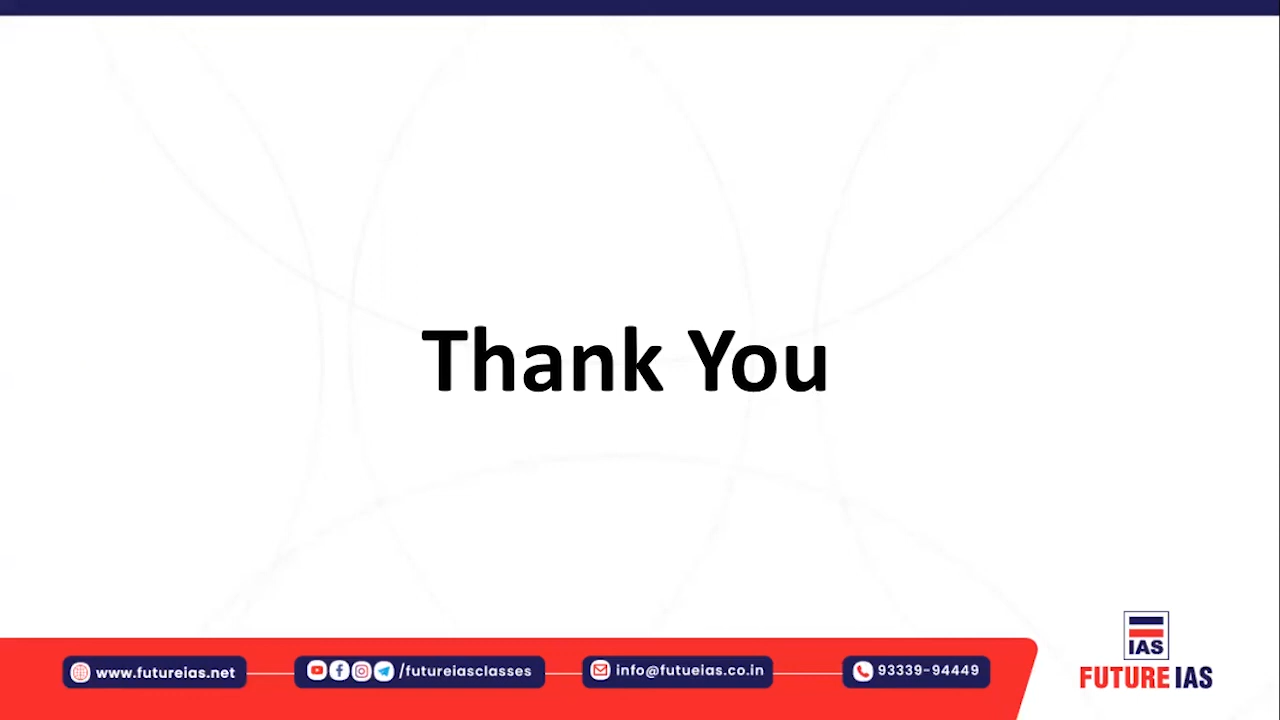 Thank You
www.futureias.net
/futureiasclasses
info@futueias.co.in
93339-94449
IAS
FUTURE IAS